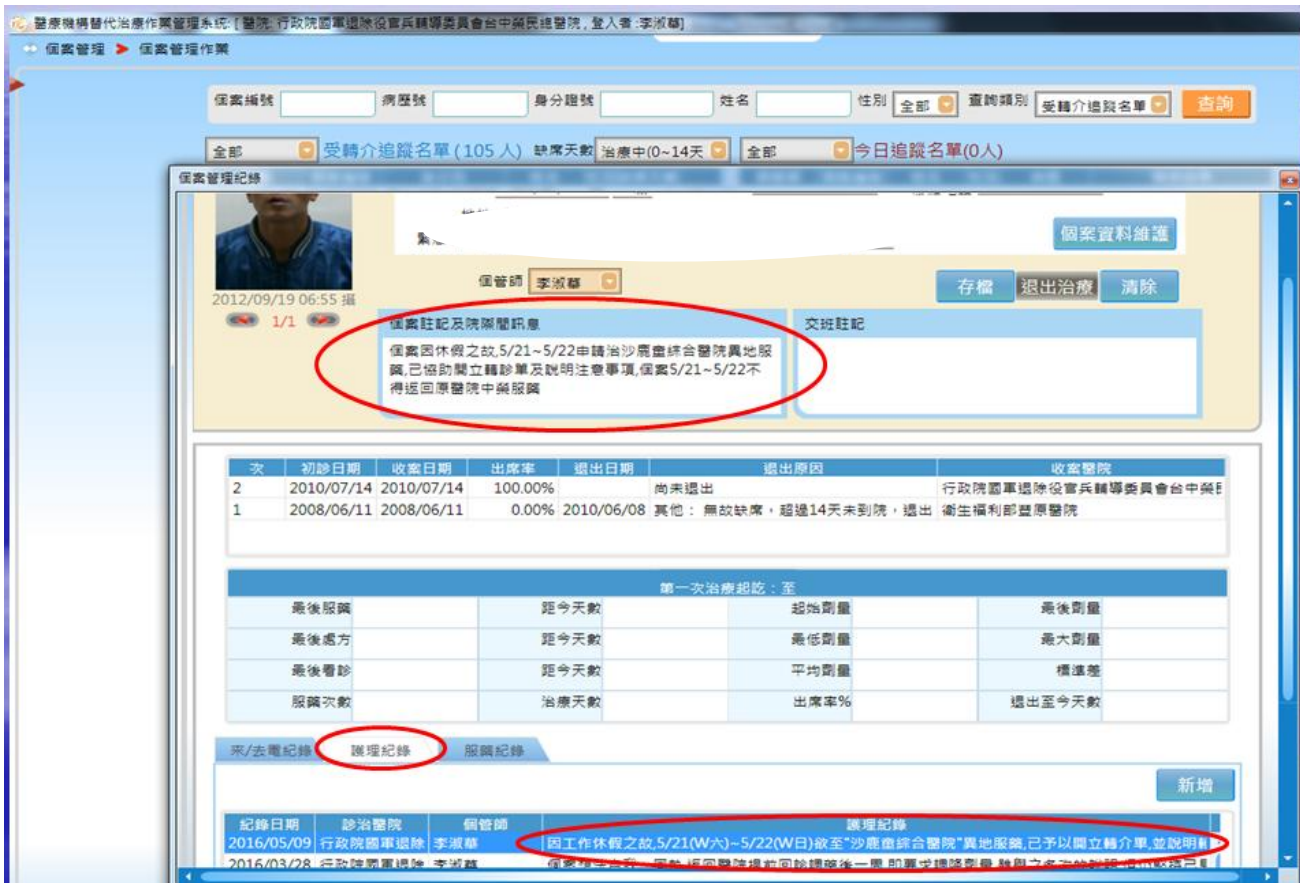 醫療機構替代治療作業管理系統: [ 醫院: 行政院國軍退除役官兵輔導委員會台中榮民總醫院 , 登入者 :李淑華]
個案管理 個案管理作業
個案編號 病歷號 身分證號 姓名 性別 全部 查詢類別 受轉介追蹤名單 查詢
全部 受轉介追蹤名單 ( 105 人) 缺席天數 治療中(0~14天 全部 今日追蹤名單(0人)
個案管理紀錄
個案資料維護
個管師 李淑華 存檔 退出治療 清除
2012/09/19 06:55 攝
1/1
個案註記及院際間訊息 交班註記
個案因休假之故,5/21~5/22申請治沙鹿童綜合醫院異地服
藥,已協助開立轉診單及說明注意事項,個案5/21~5/22不
得返回原醫院中榮服藥
次 初診日期 收案日期 出席率 退出日期 退出原因 收案醫院
2 2010/07/14 2010/07/14 100.00% 尚未退出 行政院國軍退除役官兵輔導委員會台中榮
1 2008/06/11 2008/06/11 0.00% 2010/06/08 其他： 無故缺席，超過14天未到院，退出 衛生福利部豐原醫院
第一次治療起訖：至
最後服藥 距今天數 起始劑量 最後劑量
最後處方 距今天數 最低劑量 最大劑量
最後看診 距今天數 平均劑量 標準差
服藥次數 治療天數 出席率% 退出至今天數
來/去電紀錄 護理紀錄 服藥紀錄
新增
紀錄日期 診治醫院 個管師 護理紀錄
2016/05/09 行政院國軍退除 李淑華 因工作休假之故,5/21(W六)~5/22(W日)欲至"沙鹿童綜合醫院"異地服藥,已予以開立轉介單,並說明
2016/03/28 行政院國軍退除 李淑華